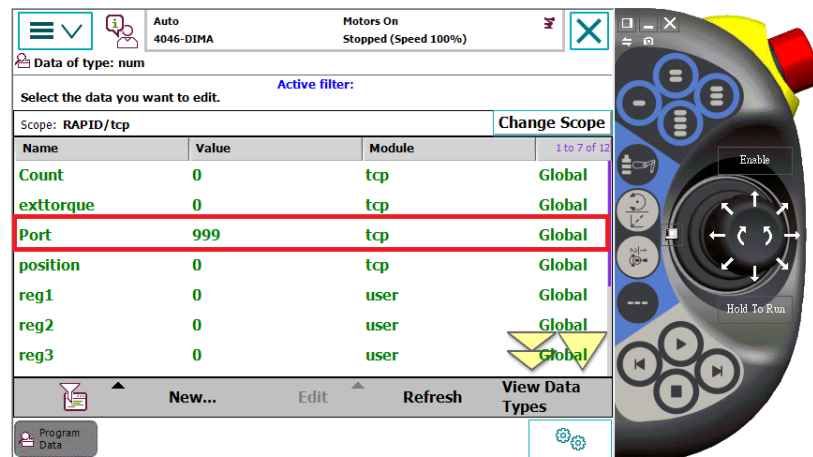 Auto
4046-DIMA
Motors On
Stopped (Speed 100%)
Data of type: num
Active filter:
Select the data you want to edit.
Scope: RAPID/tcp
Change Scope
Name Value Module 1 to 7 of 12
Count 0 tcp Global
exttorque 0 tcp Global
Port 999 tcp Global
position 0 tcp Global
reg1 0 user Global
reg2 0 user Global
reg3 0 user Global
New... Edit Refresh View Data
Types
Program
Data
Enable
Hold To Run